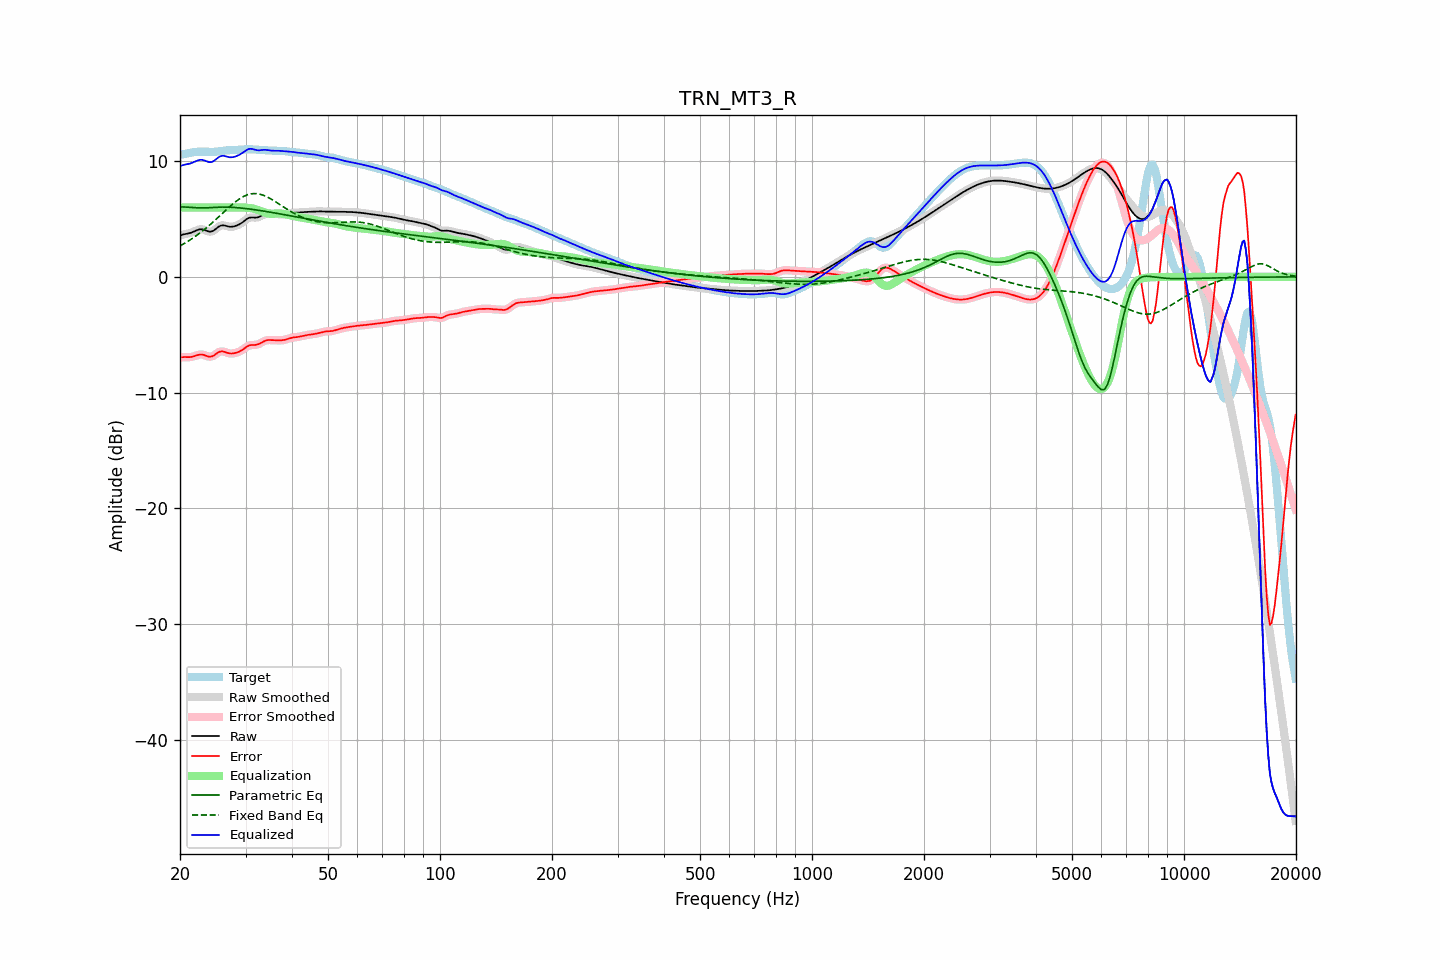 TRN_MT3_R
Amplitude (dBr)
10
0
−10
−20
−30
−40
Target
Raw Smoothed
Error Smoothed
Raw
Error
Equalization
Parametric Eq
Fixed Band Eq
Equalized
20 50 100 200 500 1000 2000 5000 10000 20000
Frequency (Hz)